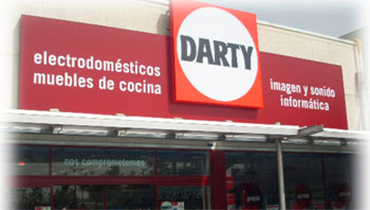 electrodomésticos
muebles de cocina
DARTY
imagen y sonido
informática
nos comprometemos